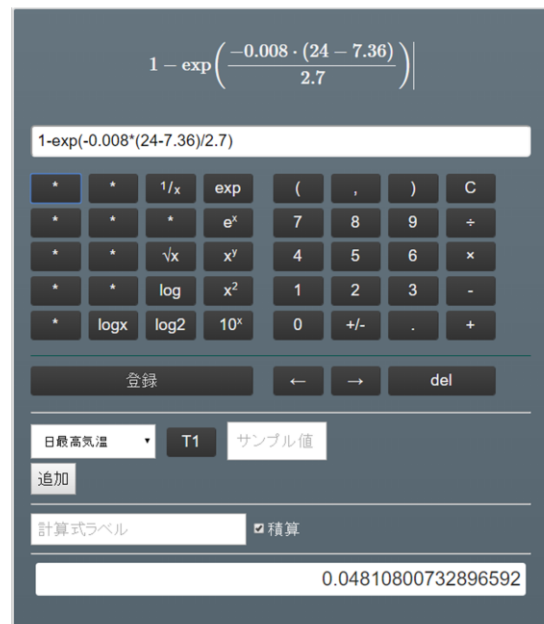 1 − exp(−0.008 · (24 − 7.36) / 2.7)
1-exp(-0.008*(24-7.36)/2.7)
* * 1/x exp ( , ) C
* * * eˣ 7 8 9 ÷
* * √x xʸ 4 5 6 ×
* * log x² 1 2 3 -
* logx log2 10ˣ 0 +/- . +
登録 ← → del
日最高気温 T1 サンプル値
追加
計算式ラベル 積算
0.04810800732896592